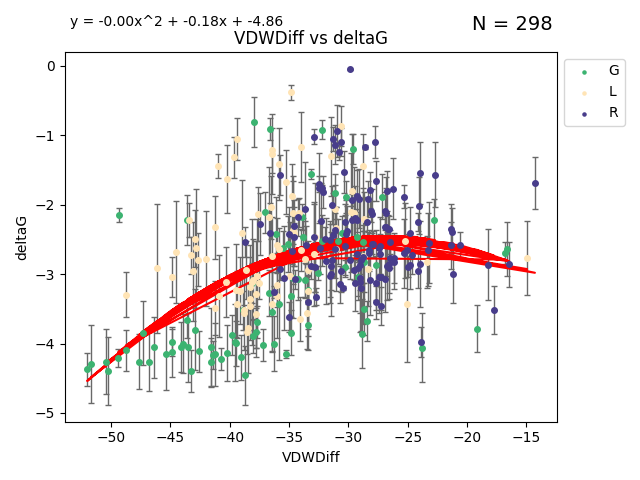 y = -0.00x^2 + -0.18x + -4.86
N = 298
VDWDiff vs deltaG
G
L
R
deltaG
0
−1
−2
−3
−4
−5
−50
−45
−40
−35
−30
−25
−20
−15
VDWDiff